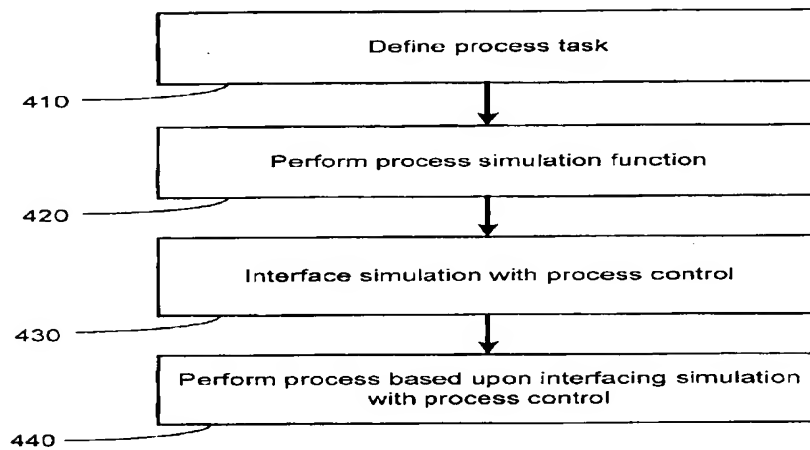 Define process task
410
Perform process simulation function
420
Interface simulation with process control
430
Perform process based upon interfacing simulation
with process control
440